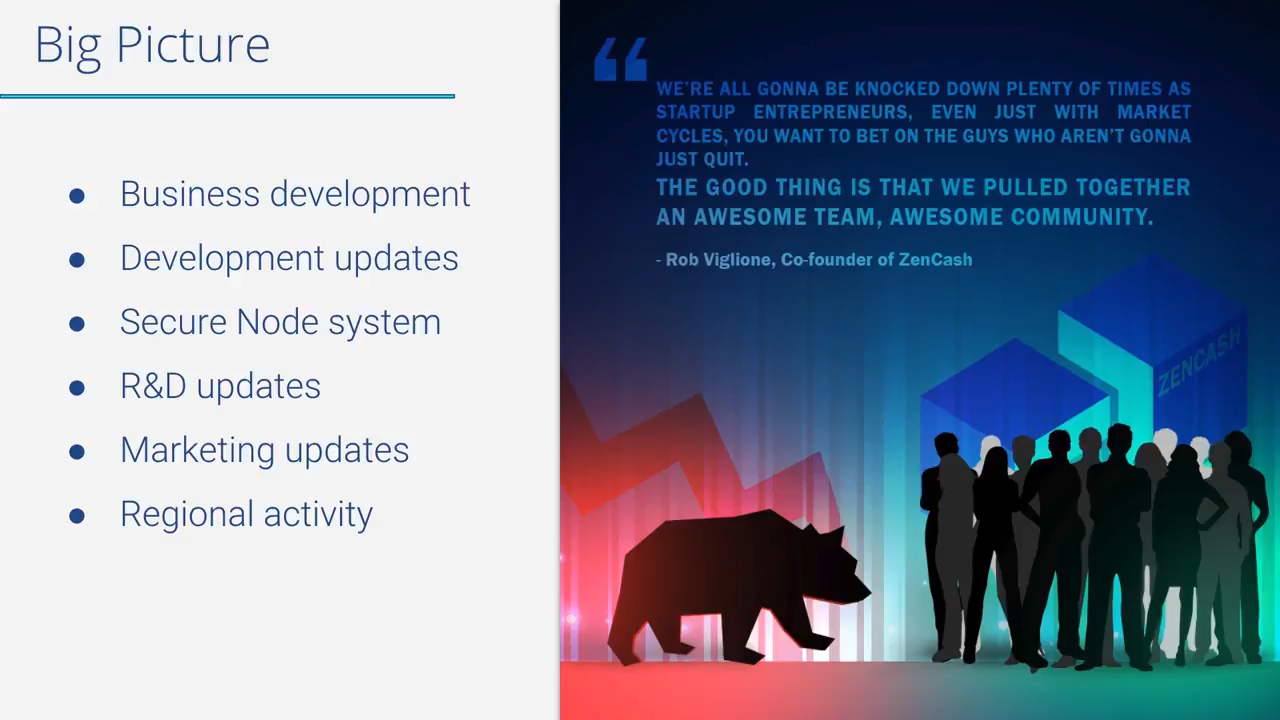 Big Picture
● Business development
● Development updates
● Secure Node system
● R&D updates
● Marketing updates
● Regional activity
“
WE'RE ALL GONNA BE KNOCKED DOWN PLENTY OF TIMES AS
STARTUP ENTREPRENEURS, EVEN JUST WITH MARKET
CYCLES, YOU WANT TO BET ON THE GUYS WHO AREN'T GONNA
JUST QUIT.
THE GOOD THING IS THAT WE PULLED TOGETHER
AN AWESOME TEAM, AWESOME COMMUNITY.
- Rob Viglione, Co-founder of ZenCash
ZENCASH